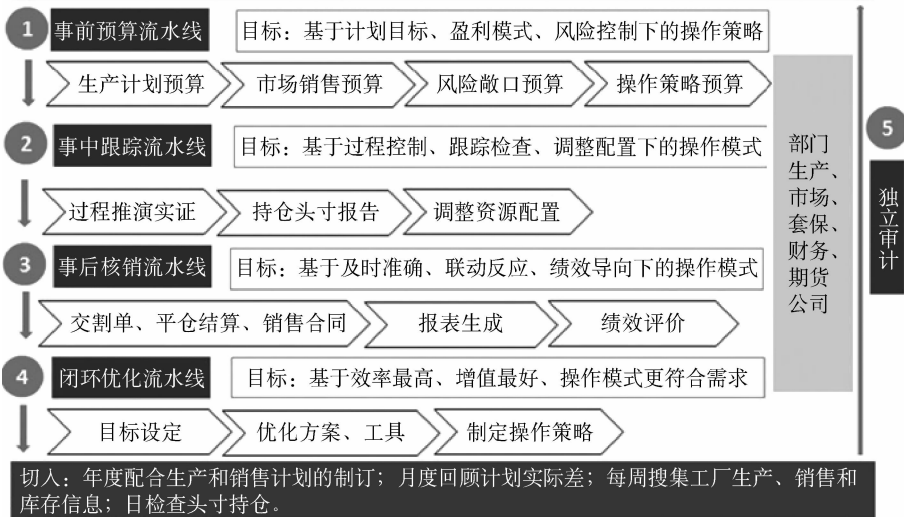 1
事前预算流水线
目标：基于计划目标、盈利模式、风险控制下的操作策略
生产计划预算
市场销售预算
风险敞口预算
操作策略预算
2
事中跟踪流水线
目标：基于过程控制、跟踪检查、调整配置下的操作模式
过程推演实证
持仓头寸报告
调整资源配置
3
事后核销流水线
目标：基于及时准确、联动反应、绩效导向下的操作模式
交割单、平仓结算、销售合同
报表生成
绩效评价
4
闭环优化流水线
目标：基于效率最高、增值最好、操作模式更符合需求
目标设定
优化方案、工具
制定操作策略
部门
生产、
市场、
套保、
财务、
期货
公司
5
独立审计
切人：年度配合生产和销售计划的制订；月度回顾计划实际差；每周搜集工厂生产、销售和
库存信息；日检查头寸持仓。